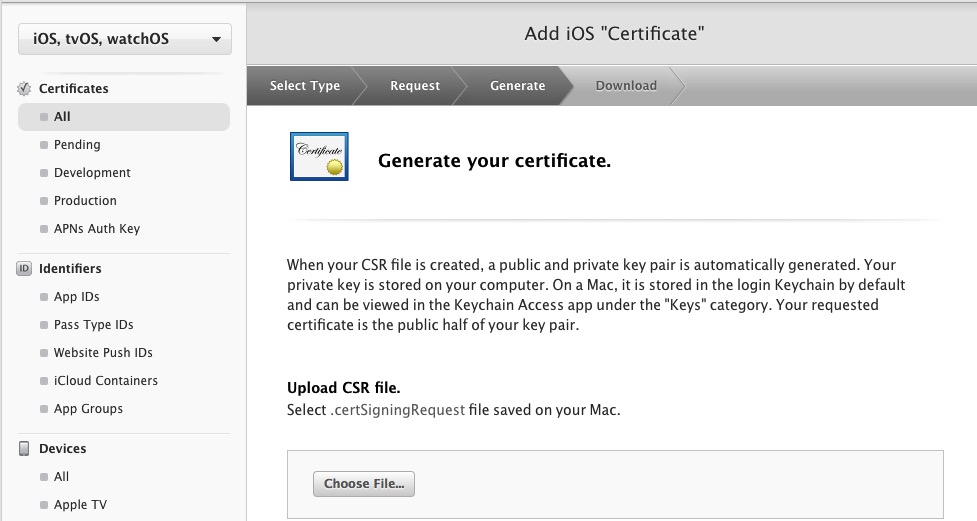 iOS, tvOS, watchOS
Certificates
All
Pending
Development
Production
APNs Auth Key
ID Identifiers
App IDs
Pass Type IDs
Website Push IDs
iCloud Containers
App Groups
Devices
All
Apple TV
Add iOS "Certificate"
Select Type Request Generate Download
Certificate
Generate your certificate.
When your CSR file is created, a public and private key pair is automatically generated. Your
private key is stored on your computer. On a Mac, it is stored in the login Keychain by default
and can be viewed in the Keychain Access app under the "Keys" category. Your requested
certificate is the public half of your key pair.
Upload CSR file.
Select .certSigningRequest file saved on your Mac.
Choose File...